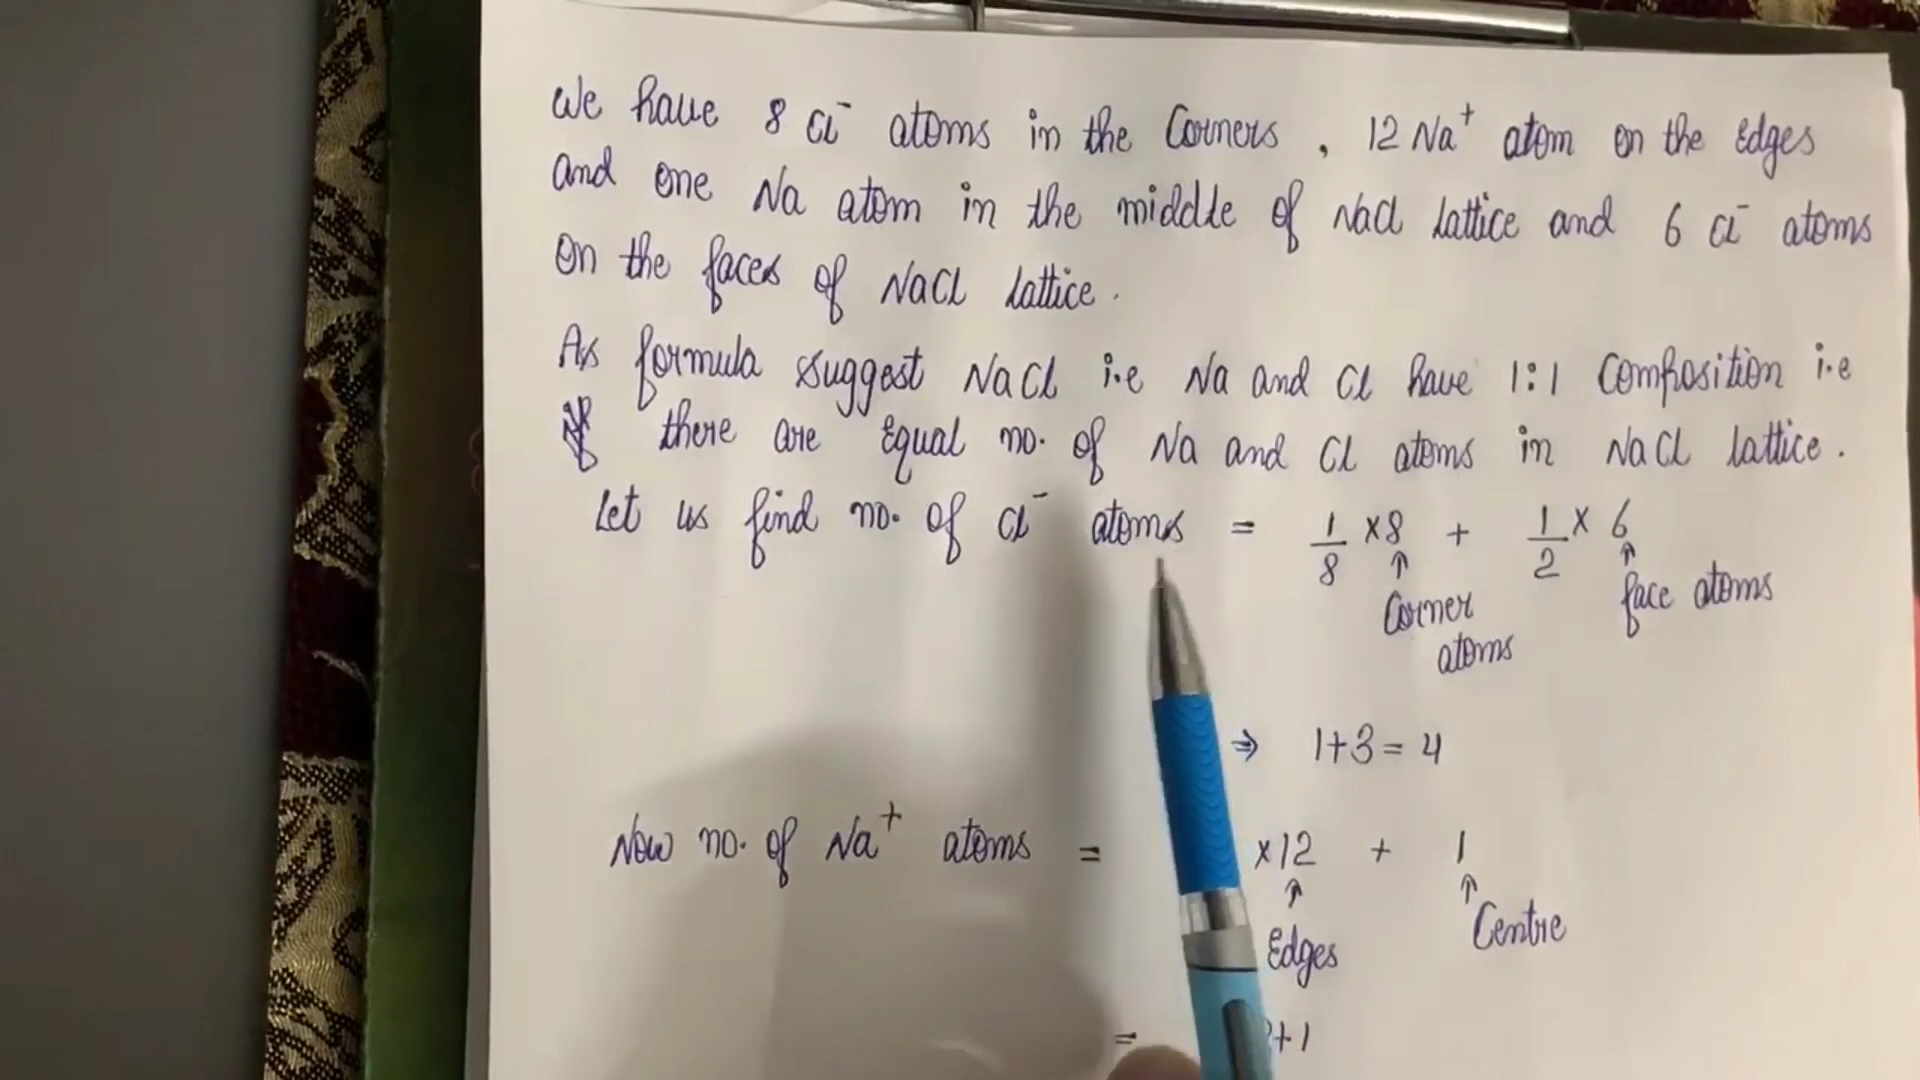 We have 8 Cl⁻ atoms in the Corners, 12 Na⁺ atom on the Edges
and one Na atom in the middle of NaCl lattice and 6 Cl⁻ atoms
on the faces of NaCl lattice.
As formula suggest NaCl i.e Na and Cl have 1:1 Composition i.e
there are Equal no. of Na and Cl atoms in NaCl lattice.
Let us find no. of Cl⁻ atoms = 1/8 ×8 + 1/2 × 6
↑ Corner atoms ↑ face atoms
⇒ 1+3 = 4
Now no. of Na⁺ atoms = ×12 + 1
↑ Edges ↑ Centre
= +1